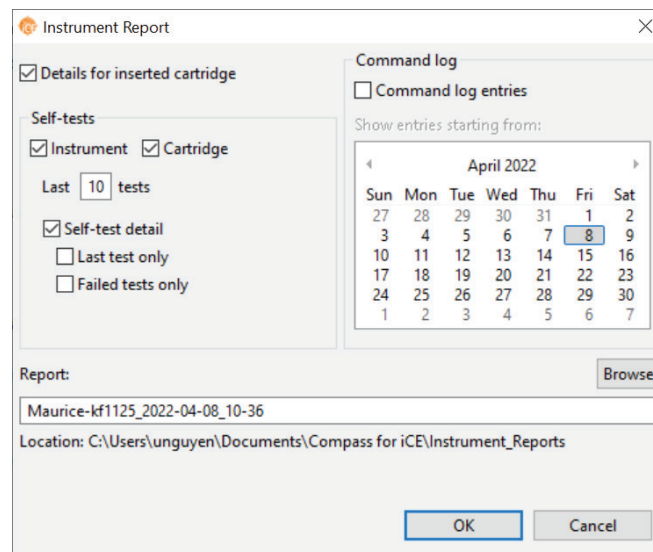 iCE Instrument Report
Details for inserted cartridge
Self-tests
Instrument Cartridge
Last 10 tests
Self-test detail
Last test only
Failed tests only
Command log
Command log entries
Show entries starting from:
April 2022
Sun Mon Tue Wed Thu Fri Sat
27 28 29 30 31 1 2
3 4 5 6 7 8 9
10 11 12 13 14 15 16
17 18 19 20 21 22 23
24 25 26 27 28 29 30
1 2 3 4 5 6 7
Report:
Browse
Maurice-kf1125_2022-04-08_10-36
Location: C:\Users\unguyen\Documents\Compass for iCE\Instrument_Reports
OK Cancel